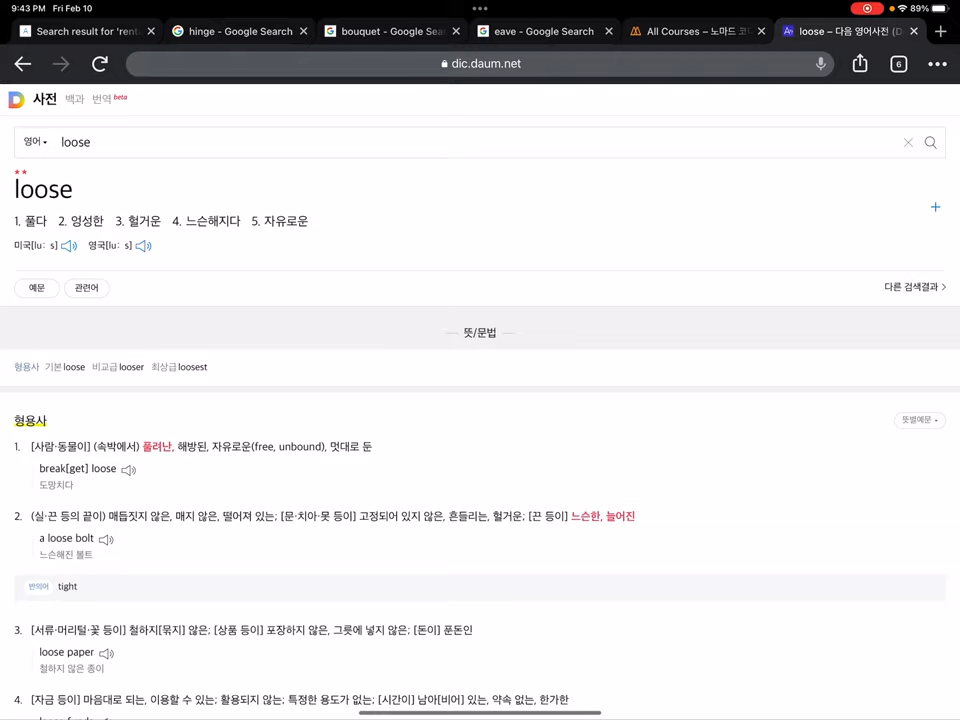 9:43 PM Fri Feb 10 89%
Search result for 'rent hinge - Google Search bouquet - Google Sea eave - Google Search All Courses – 노마드 코 loose – 다음 영어사전 (D
dic.daum.net 6
사전 백과 번역 beta
영어 loose
loose
1. 풀다 2. 엉성한 3. 헐거운 4. 느슨해지다 5. 자유로운
미국[luː s] 영국[luː s]
예문 관련어 다른 검색결과
뜻/문법
형용사 기본 loose 비교급 looser 최상급 loosest
형용사 뜻별예문
1. [사람·동물이] (속박에서) 풀려난, 해방된, 자유로운(free, unbound), 멋대로 둔
break[get] loose
도망치다
2. (실·끈 등의 끝이) 매듭짓지 않은, 매지 않은, 떨어져 있는; [문·치아·못 등이] 고정되어 있지 않은, 흔들리는, 헐거운; [끈 등이] 느슨한, 늘어진
a loose bolt
느슨해진 볼트
반의어 tight
3. [서류·머리털·꽃 등이] 철하지[묶지] 않은; [상품 등이] 포장하지 않은, 그릇에 넣지 않은; [돈이] 푼돈인
loose paper
철하지 않은 종이
4. [자금 등이] 마음대로 되는, 이용할 수 있는; 활용되지 않는; 특정한 용도가 없는; [시간이] 남아[비어] 있는, 약속 없는, 한가한